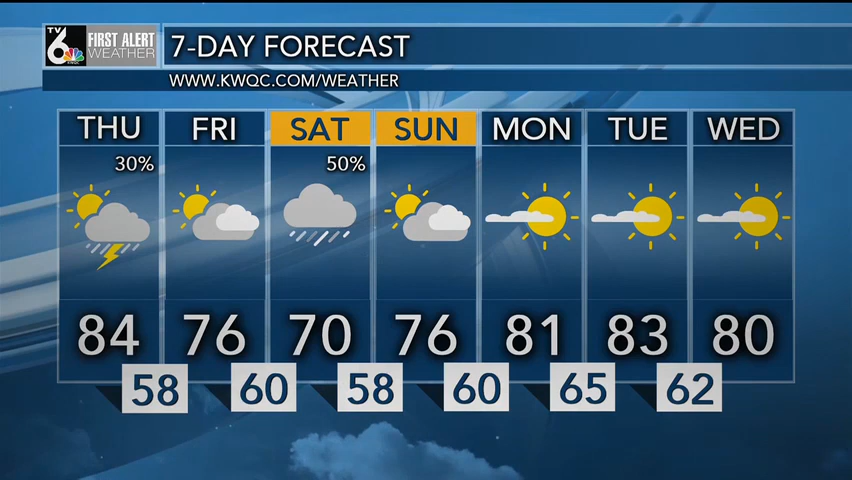 TV
6
KWQC
FIRST ALERT
WEATHER
7-DAY FORECAST
WWW.KWQC.COM/WEATHER
THU FRI SAT SUN MON TUE WED
30% 50%
84 76 70 76 81 83 80
58 60 58 60 65 62